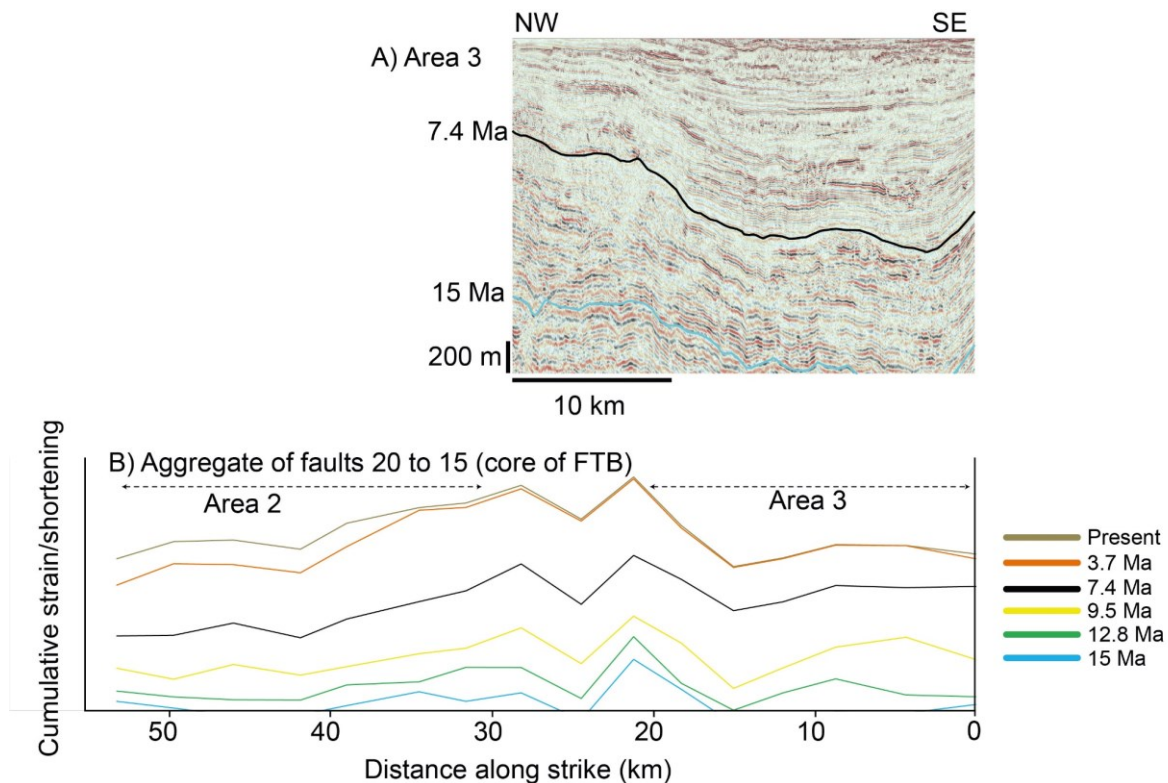 NW SE
A) Area 3
7.4 Ma
15 Ma
200 m
10 km
Cumulative strain/shortening
B) Aggregate of faults 20 to 15 (core of FTB)
Area 2 Area 3
Present
3.7 Ma
7.4 Ma
9.5 Ma
12.8 Ma
15 Ma
50 40 30 20 10 0
Distance along strike (km)